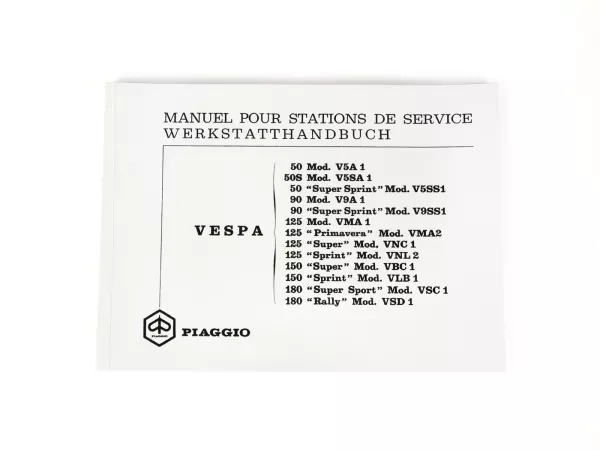 MANUEL POUR STATIONS DE SERVICE
WERKSTATTHANDBUCH
VESPA
50 Mod. V5A 1
50S Mod. V5SA 1
50 “Super Sprint” Mod. V5SS1
90 Mod. V9A 1
90 “Super Sprint” Mod. V9SS1
125 Mod. VMA 1
125 “Primavera” Mod. VMA2
125 “Super” Mod. VNC 1
125 “Sprint” Mod. VNL 2
150 “Super” Mod. VBC 1
150 “Sprint” Mod. VLB 1
180 “Super Sport” Mod. VSC 1
180 “Rally” Mod. VSD 1
PIAGGIO
PIAGGIO